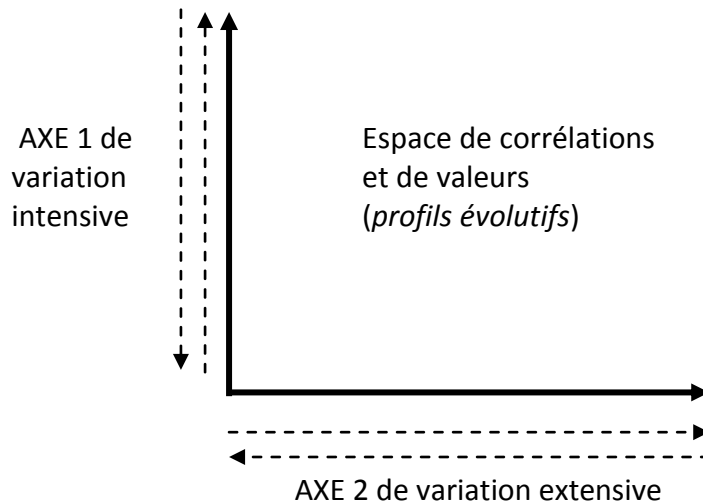 AXE 1 de
variation
intensive
Espace de corrélations
et de valeurs
(profils évolutifs)
AXE 2 de variation extensive